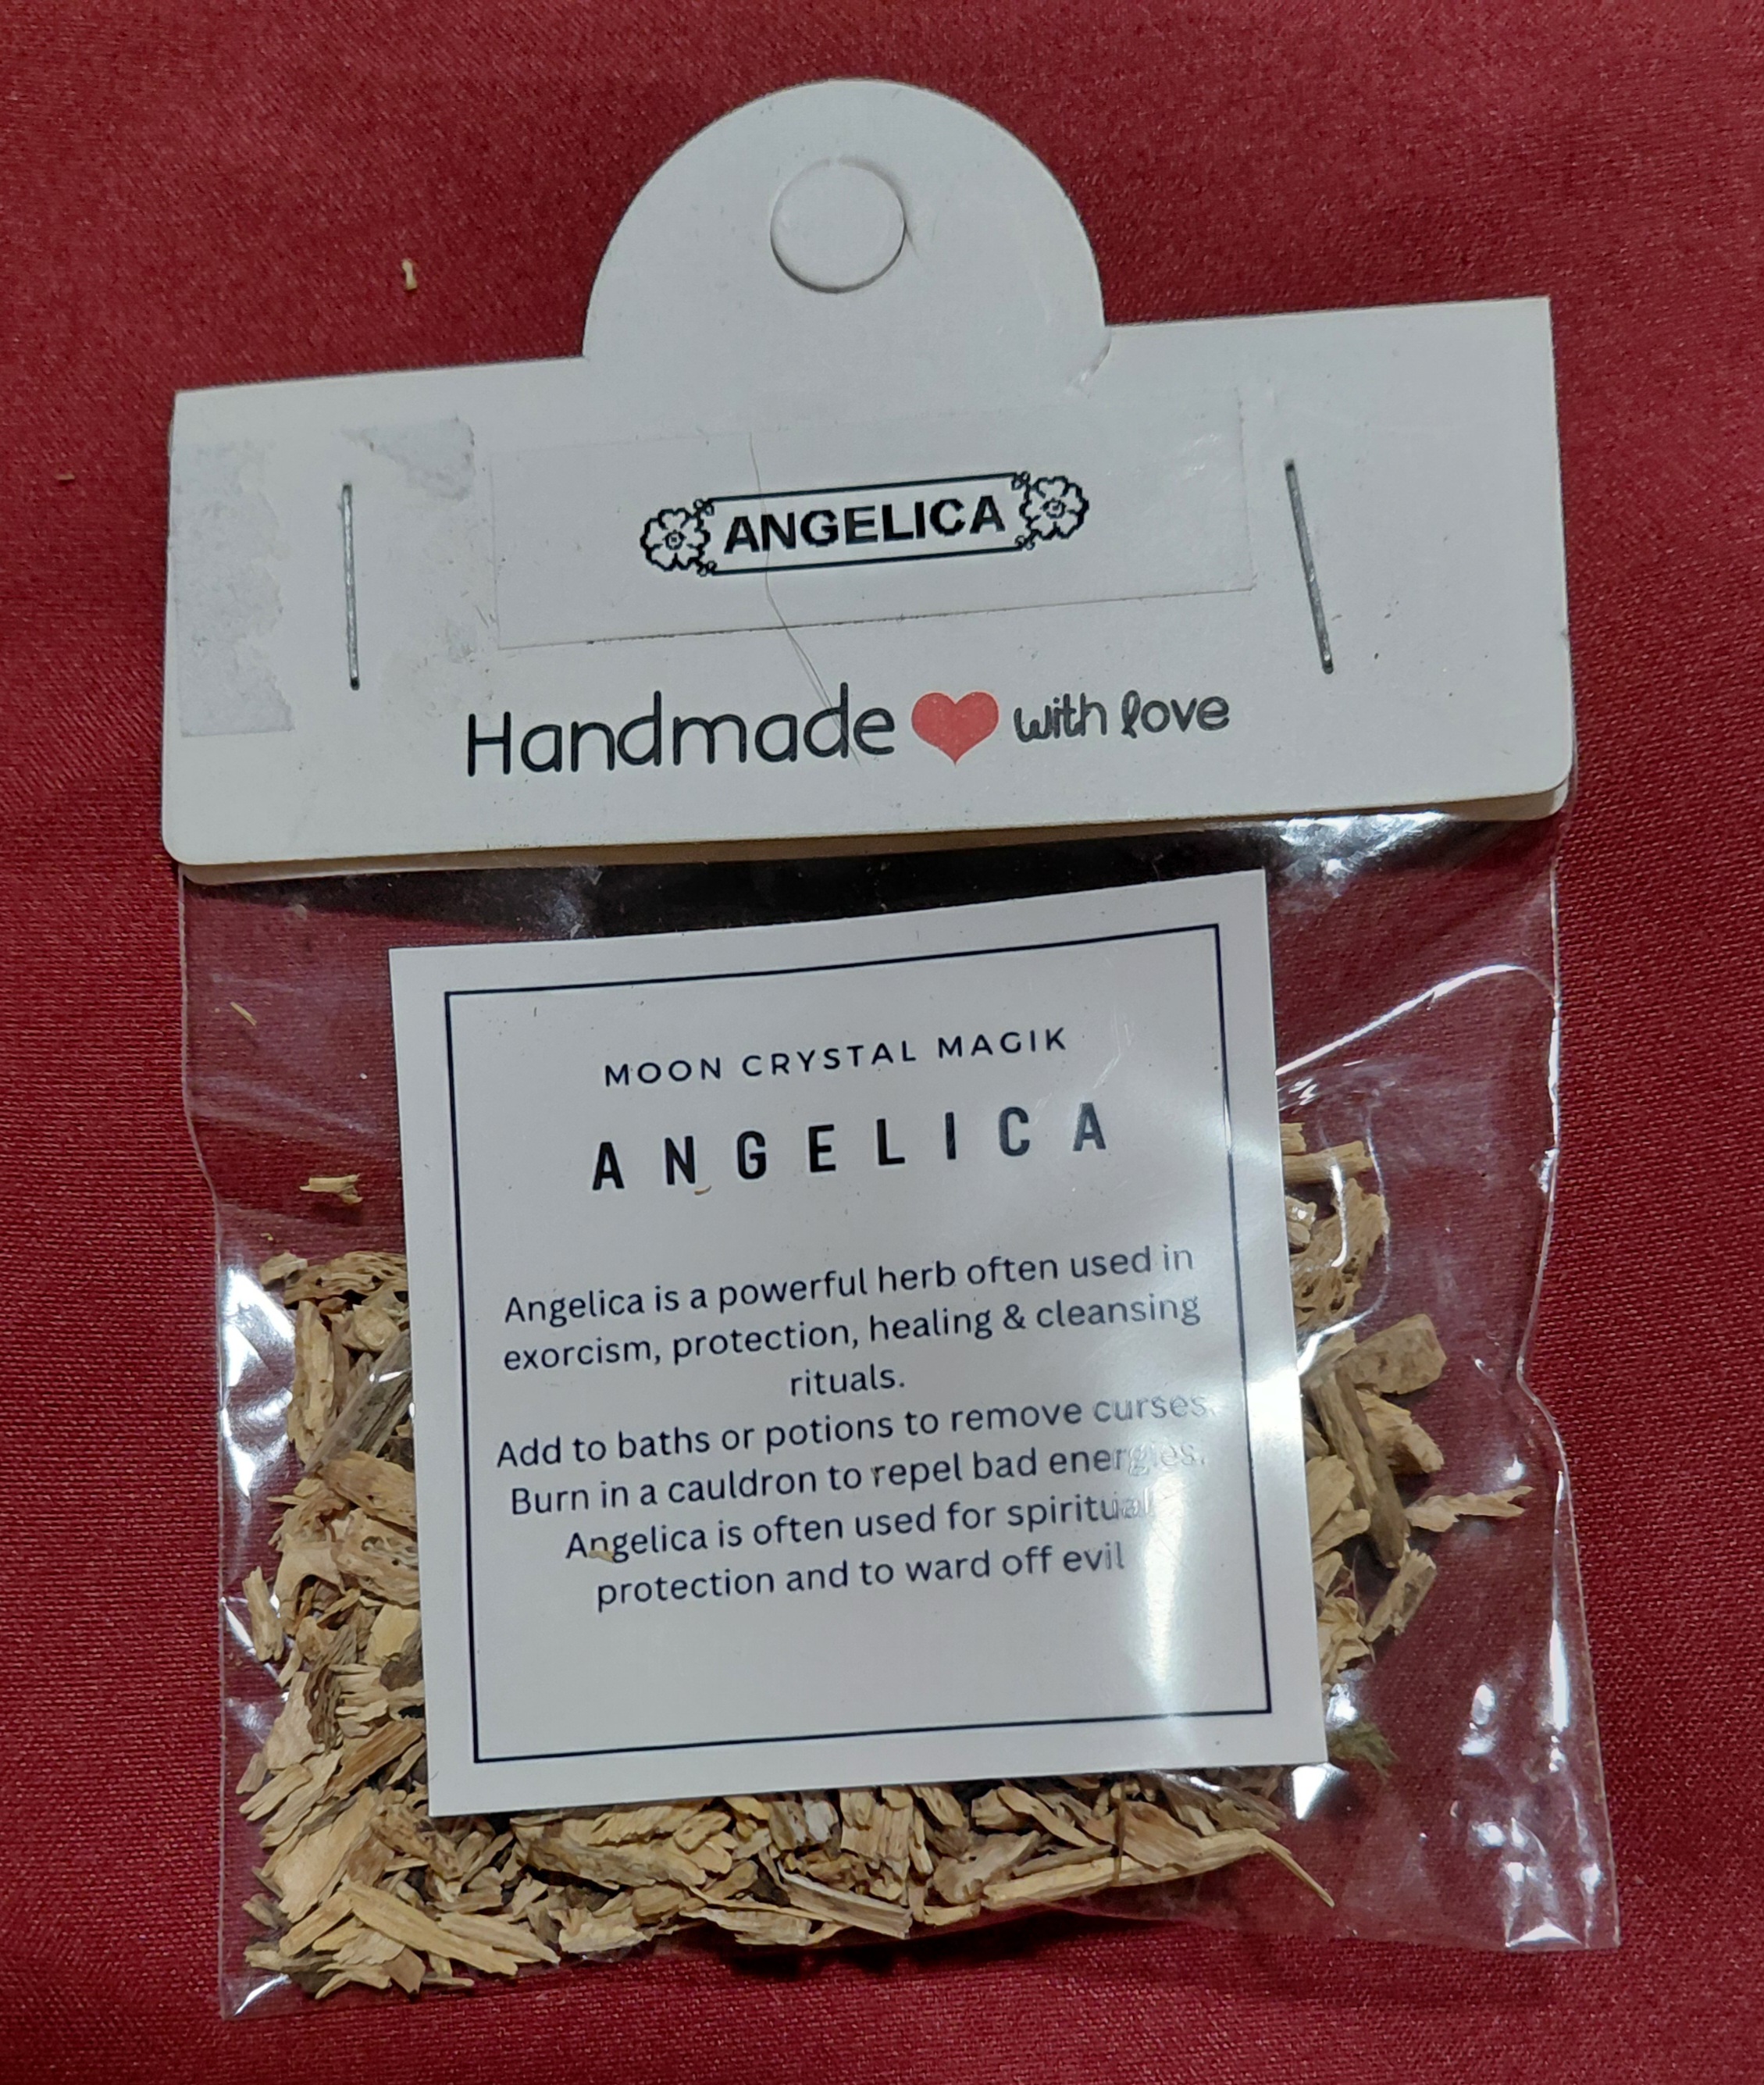 ANGELICA
Handmade with love
MOON CRYSTAL MAGIK
ANGELICA
Angelica is a powerful herb often used in
exorcism, protection, healing & cleansing
rituals.
Add to baths or potions to remove curses.
Burn in a cauldron to repel bad energies.
Angelica is often used for spiritual
protection and to ward off evil